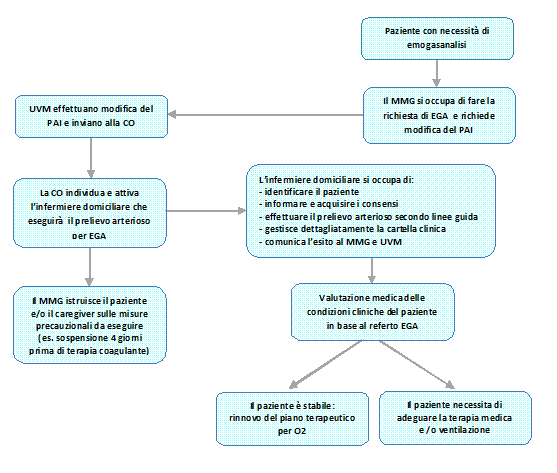 Paziente con necessità di
emogasanalisi
Il MMG si occupa di fare la
richiesta di EGA e richiede
modifica del PAI
UVM effettuano modifica del
PAI e inviano alla CO
La CO individua e attiva
l'infermiere domiciliare che
eseguirà il prelievo arterioso
per EGA
L'infermiere domiciliare si occupa di:
- identificare il paziente
- informare e acquisire i consensi
- effettuare il prelievo arterioso secondo linee guida
- gestisce dettagliatamente la cartella clinica
- comunica l'esito al MMG e UVM
Il MMG istruisce il paziente
e/o il caregiver sulle misure
precauzionali da eseguire
(es. sospensione 4 giorni
prima di terapia coagulante)
Valutazione medica delle
condizioni cliniche del paziente
in base al referto EGA
Il paziente è stabile:
rinnovo del piano terapeutico
per O2
Il paziente necessita di
adeguare la terapia medica
e /o ventilazione